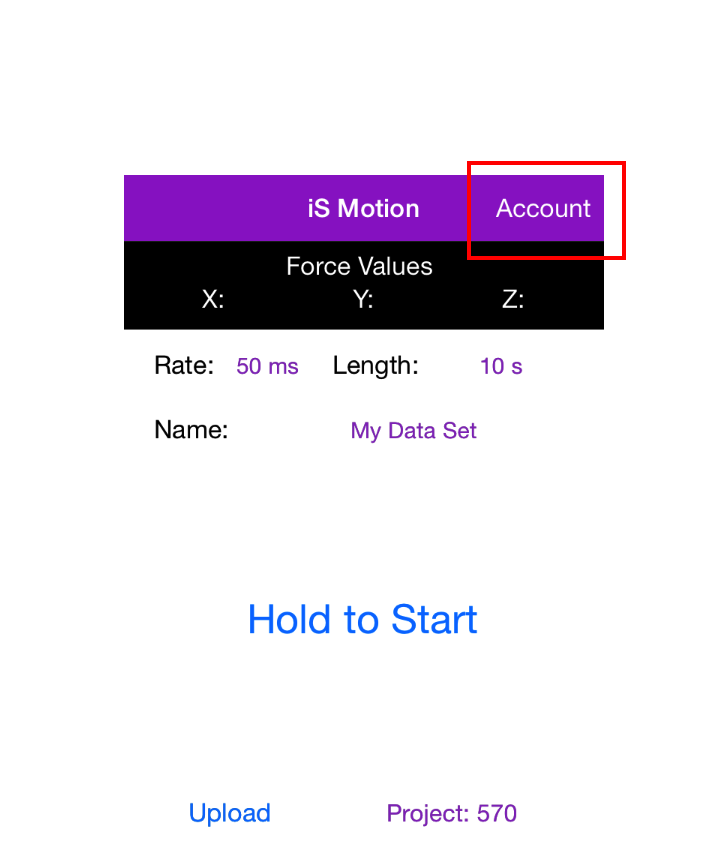 iS Motion Account
Force Values
X: Y: Z:
Rate: 50 ms Length: 10 s
Name: My Data Set
Hold to Start
Upload Project: 570